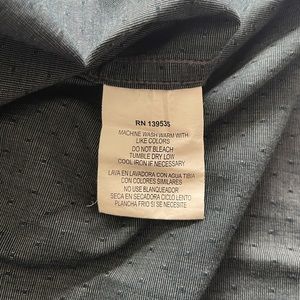 RN 139535
MACHINE WASH WARM WITH
LIKE COLORS
DO NOT BLEACH
TUMBLE DRY LOW
COOL IRON IF NECESSARY
LAVA EN LAVADORA CON AGUA TIBIA
CON COLORES SIMILARES
NO USE BLANQUEADOR
SECA EN SECADORA CICLO LENTO
PLANCHA FRIO SI SE NECESITE